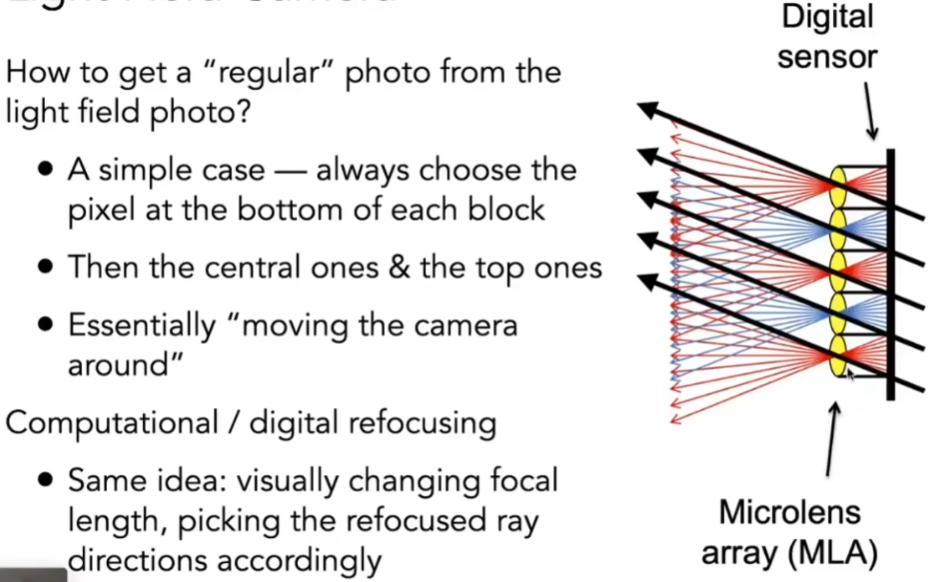 Digital
sensor
How to get a “regular” photo from the
light field photo?
• A simple case — always choose the
pixel at the bottom of each block
• Then the central ones & the top ones
• Essentially “moving the camera
around”
Computational / digital refocusing
• Same idea: visually changing focal
length, picking the refocused ray
directions accordingly
Microlens
array (MLA)